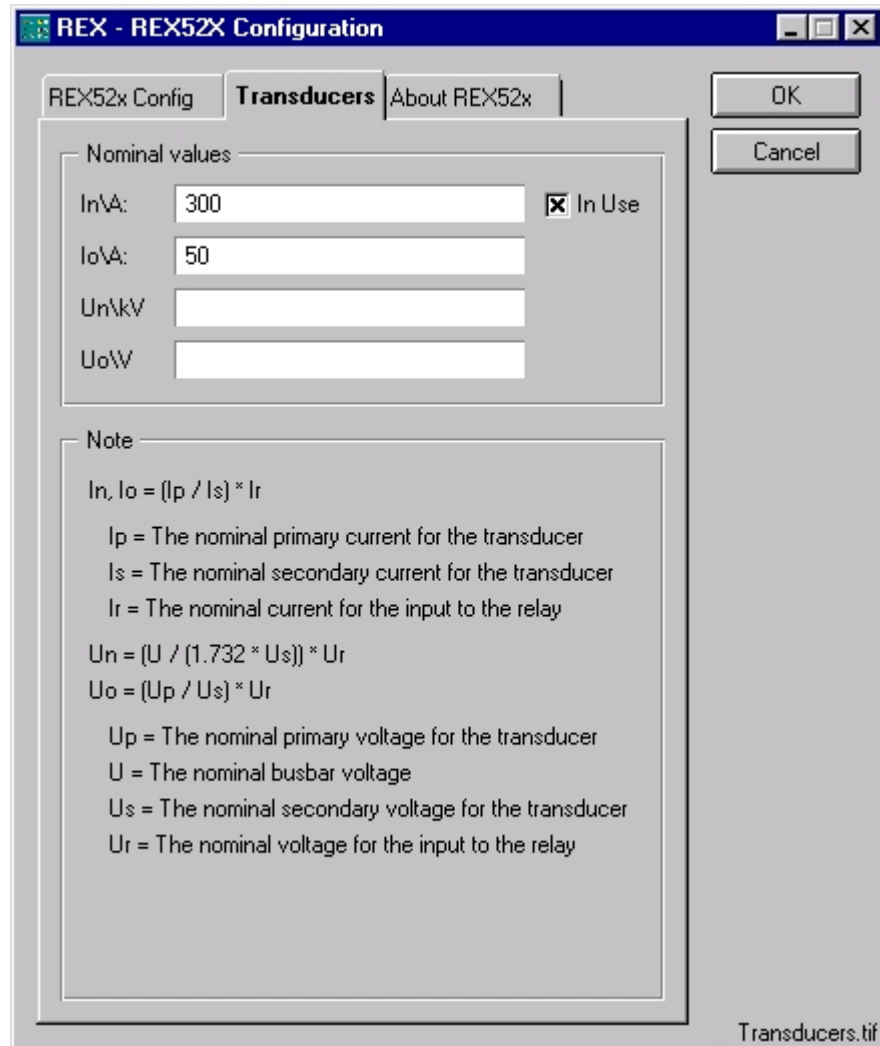 REX - REX52X Configuration
REX52x Config
Transducers
About REX52x
OK
Cancel
Nominal values
In\A:
300
In Use
Io\A:
50
Un\kV
Uo\V
Note
In, Io = (Ip / Is) * Ir
Ip = The nominal primary current for the transducer
Is = The nominal secondary current for the transducer
Ir = The nominal current for the input to the relay
Un = (U / (1.732 * Us)) * Ur
Uo = (Up / Us) * Ur
Up = The nominal primary voltage for the transducer
U = The nominal busbar voltage
Us = The nominal secondary voltage for the transducer
Ur = The nominal voltage for the input to the relay
Transducers.tif